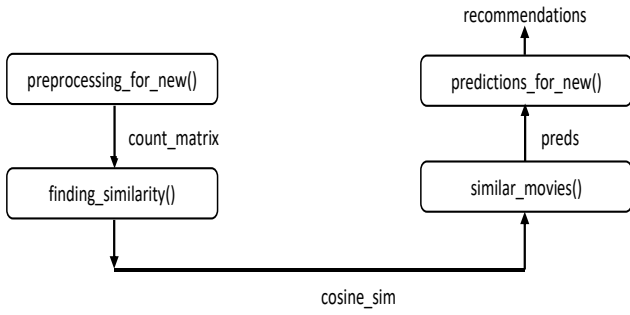 recommendations
preprocessing_for_new()
predictions_for_new()
count_matrix
preds
finding_similarity()
similar_movies()
cosine_sim